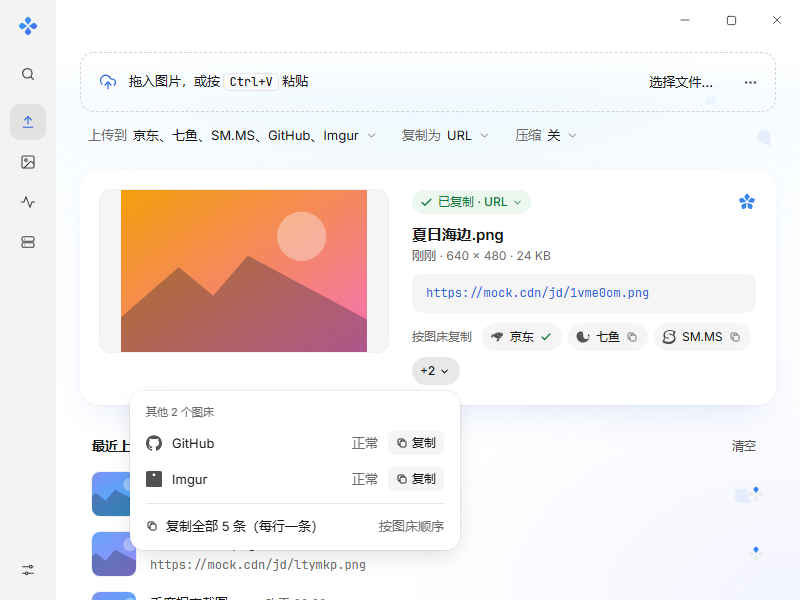 拖入图片，或按 Ctrl+V 粘贴
选择文件...
上传到 京东、七鱼、SM.MS、GitHub、Imgur
复制为 URL
压缩 关
已复制 · URL
夏日海边.png
刚刚 · 640 × 480 · 24 KB
https://mock.cdn/jd/1vme0om.png
按图床复制
京东
七鱼
SM.MS
+2
其他 2 个图床
GitHub 正常 复制
Imgur 正常 复制
复制全部 5 条（每行一条） 按图床顺序
最近上
清空
https://mock.cdn/jd/ltymkp.png